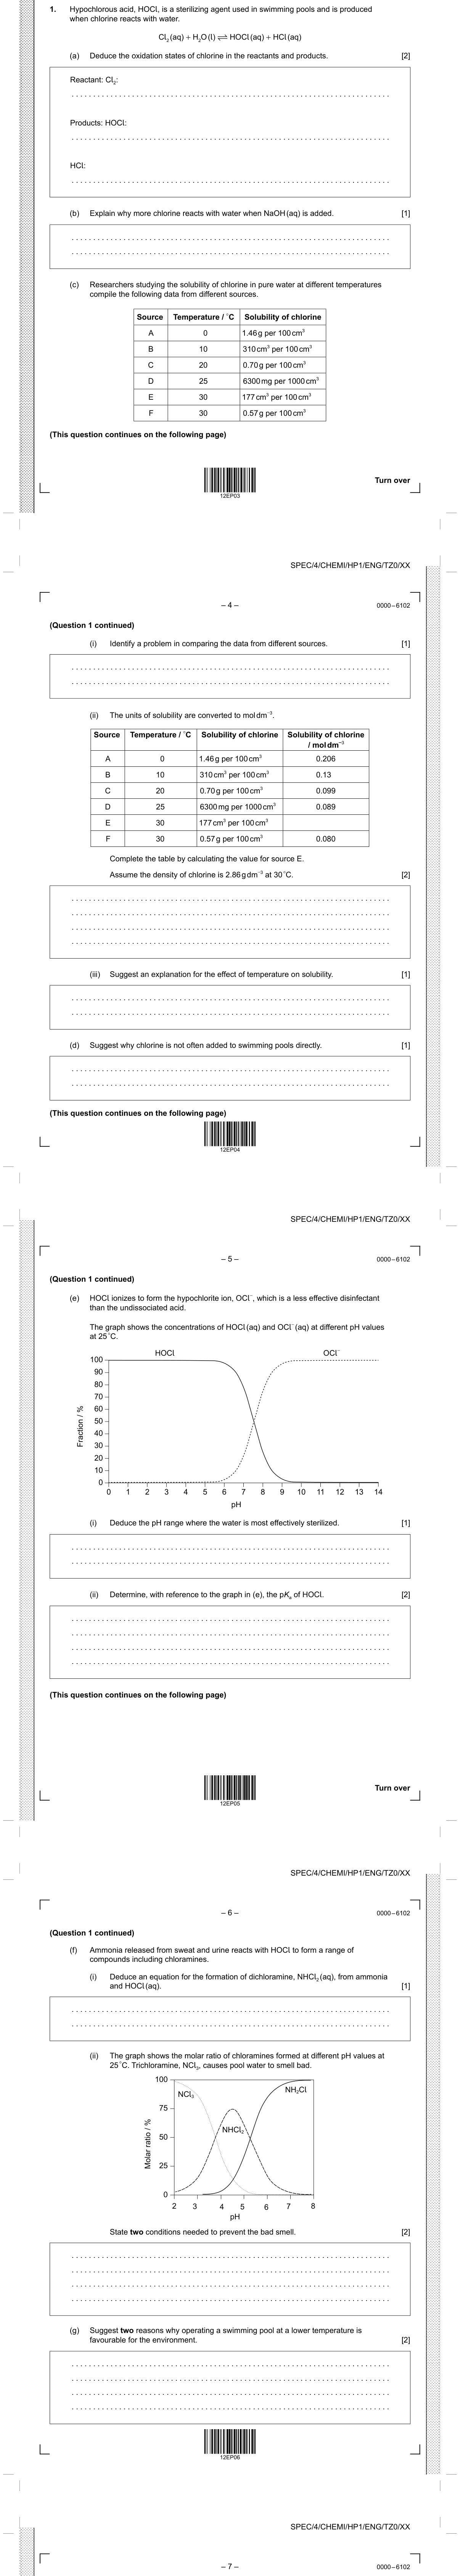 1. Hypochlorous acid, HOCl, is a sterilizing agent used in swimming pools and is produced
when chlorine reacts with water.
Cl₂(aq) + H₂O(l) ⇌ HOCl(aq) + HCl(aq)
(a) Deduce the oxidation states of chlorine in the reactants and products. [2]
Reactant: Cl₂:
Products: HOCl:
HCl:
(b) Explain why more chlorine reacts with water when NaOH(aq) is added. [1]
(c) Researchers studying the solubility of chlorine in pure water at different temperatures
compile the following data from different sources.
Source Temperature / °C Solubility of chlorine
A 0 1.46 g per 100 cm³
B 10 310 cm³ per 100 cm³
C 20 0.70 g per 100 cm³
D 25 6300 mg per 1000 cm³
E 30 177 cm³ per 100 cm³
F 30 0.57 g per 100 cm³
(This question continues on the following page)
Turn over
12EP03
SPEC/4/CHEMI/HP1/ENG/TZ0/XX
– 4 – 0000–6102
(Question 1 continued)
(i) Identify a problem in comparing the data from different sources. [1]
(ii) The units of solubility are converted to mol dm⁻³.
Source Temperature / °C Solubility of chlorine Solubility of chlorine
/ mol dm⁻³
A 0 1.46 g per 100 cm³ 0.206
B 10 310 cm³ per 100 cm³ 0.13
C 20 0.70 g per 100 cm³ 0.099
D 25 6300 mg per 1000 cm³ 0.089
E 30 177 cm³ per 100 cm³
F 30 0.57 g per 100 cm³ 0.080
Complete the table by calculating the value for source E.
Assume the density of chlorine is 2.86 g dm⁻³ at 30 °C. [2]
(iii) Suggest an explanation for the effect of temperature on solubility. [1]
(d) Suggest why chlorine is not often added to swimming pools directly. [1]
(This question continues on the following page)
12EP04
SPEC/4/CHEMI/HP1/ENG/TZ0/XX
– 5 – 0000–6102
(Question 1 continued)
(e) HOCl ionizes to form the hypochlorite ion, OCl⁻, which is a less effective disinfectant
than the undissociated acid.
The graph shows the concentrations of HOCl(aq) and OCl⁻(aq) at different pH values
at 25 °C.
HOCl OCl⁻
100
90
80
70
60
50
40
30
20
10
0
Fraction / %
0 1 2 3 4 5 6 7 8 9 10 11 12 13 14
pH
(i) Deduce the pH range where the water is most effectively sterilized. [1]
(ii) Determine, with reference to the graph in (e), the pKₐ of HOCl. [2]
(This question continues on the following page)
Turn over
12EP05
SPEC/4/CHEMI/HP1/ENG/TZ0/XX
– 6 – 0000–6102
(Question 1 continued)
(f) Ammonia released from sweat and urine reacts with HOCl to form a range of
compounds including chloramines.
(i) Deduce an equation for the formation of dichloramine, NHCl₂(aq), from ammonia
and HOCl(aq). [1]
(ii) The graph shows the molar ratio of chloramines formed at different pH values at
25 °C. Trichloramine, NCl₃, causes pool water to smell bad.
100
75
50
25
0
Molar ratio / %
NCl₃
NHCl₂
NH₂Cl
2 3 4 5 6 7 8
pH
State two conditions needed to prevent the bad smell. [2]
(g) Suggest two reasons why operating a swimming pool at a lower temperature is
favourable for the environment. [2]
12EP06
SPEC/4/CHEMI/HP1/ENG/TZ0/XX
– 7 – 0000–6102